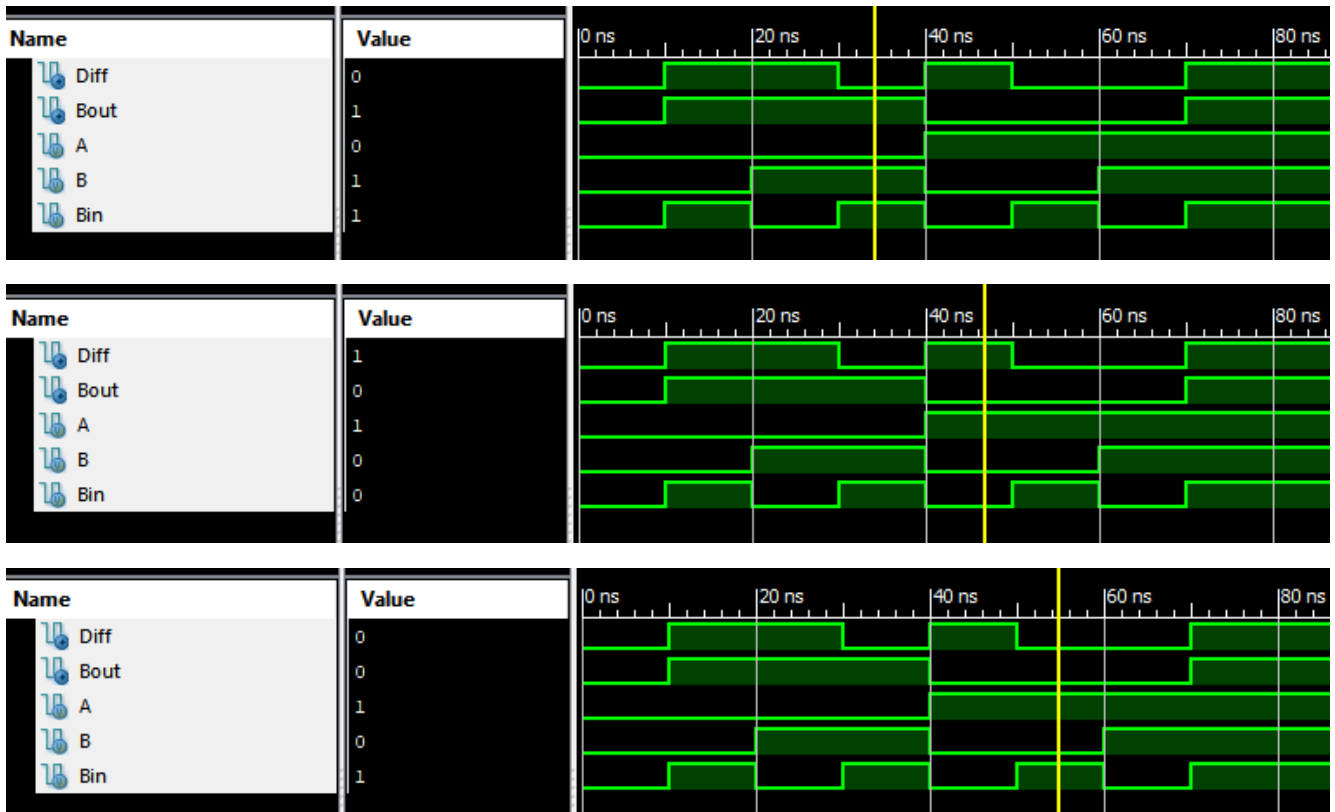 Name Value 0 ns 20 ns 40 ns 60 ns 80 ns
Diff 0
Bout 1
A 0
B 1
Bin 1
Name Value 0 ns 20 ns 40 ns 60 ns 80 ns
Diff 1
Bout 0
A 1
B 0
Bin 0
Name Value 0 ns 20 ns 40 ns 60 ns 80 ns
Diff 0
Bout 0
A 1
B 0
Bin 1